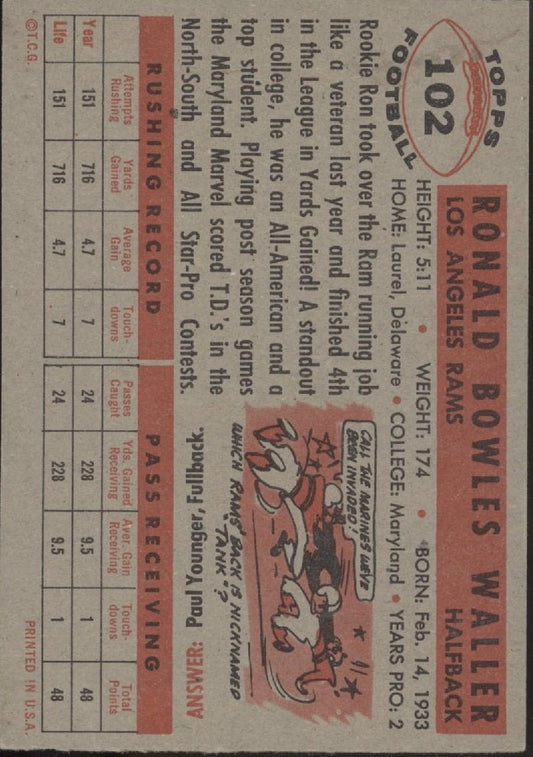 TOPPS
102
FOOTBALL
RONALD BOWLES WALLER
LOS ANGELES RAMS HALFBACK
HEIGHT: 5:11 • WEIGHT: 174 • BORN: Feb. 14, 1933
HOME: Laurel, Delaware • COLLEGE: Maryland • YEARS PRO: 2
Rookie Ron took over the Ram running job
like a veteran last year and finished 4th
in the League in Yards Gained! A standout
in college, he was an All-American and a
top student. Playing post season games
the Maryland Marvel scored T.D.'s in the
North-South and All Star-Pro Contests.
CALL THE MARINES WE'VE
BEEN INVADED!
WHICH RAMS' BACK IS NICKNAMED
"TANK"?
ANSWER: Paul Younger, Fullback.
RUSHING RECORD PASS RECEIVING
Year Attempts Rushing Yards' Gained Average Gain Touch-downs Passes Caught Yds. Gained Receiving Aver. Gain Receiving Touch-downs Total Points
151 716 4.7 7 24 228 9.5 1 48
Life 151 716 4.7 7 24 228 9.5 1 48
©T.C.G. PRINTED IN U.S.A.